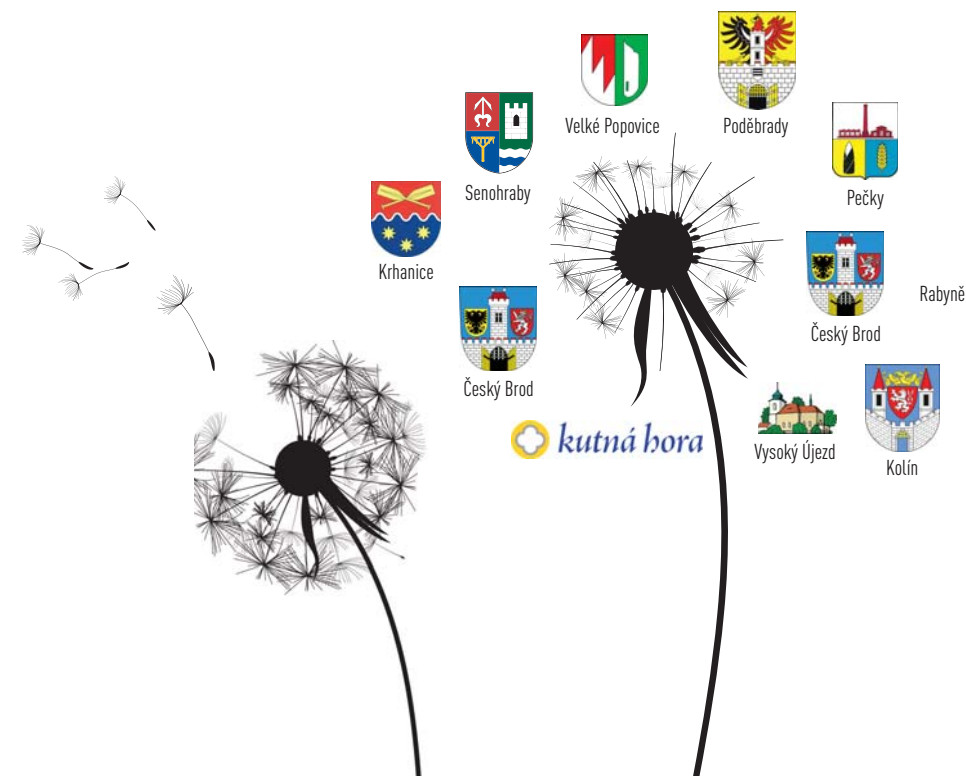 Velké Popovice
Poděbrady
Senohraby
Pečky
Krhanice
Rabyně
Český Brod
Český Brod
kutná hora
Vysoký Újezd
Kolín